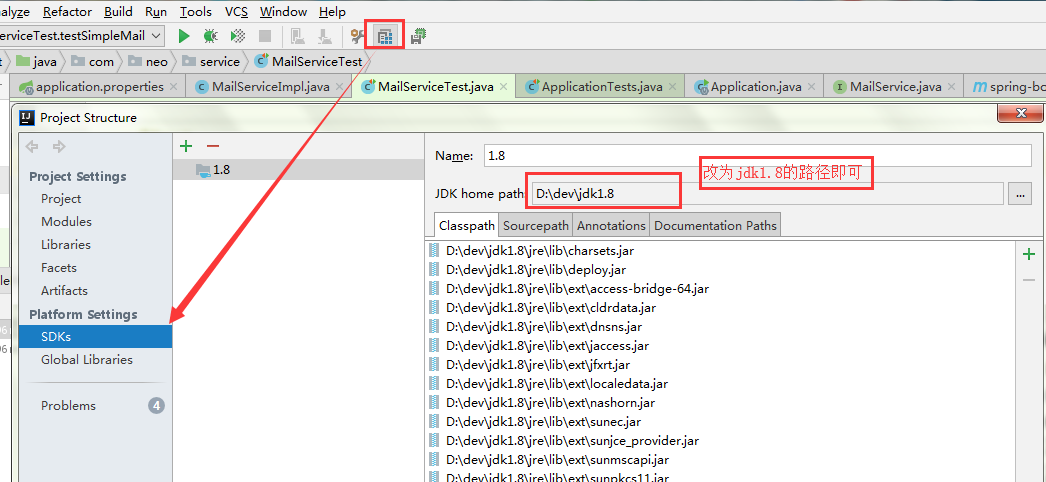 nalyze Refactor Build Run Tools VCS Window Help
erviceTest.testSimpleMail
t java com neo service MailServiceTest
application.properties MailServiceImpl.java MailServiceTest.java ApplicationTests.java Application.java MailService.java spring-bo
Project Structure
Project Settings
Project
Modules
Libraries
Facets
Artifacts
Platform Settings
SDKs
Global Libraries
Problems 4
1.8
Name: 1.8
改为jdk1.8的路径即可
JDK home path: D:\dev\jdk1.8 ...
Classpath Sourcepath Annotations Documentation Paths
D:\dev\jdk1.8\jre\lib\charsets.jar
D:\dev\jdk1.8\jre\lib\deploy.jar
D:\dev\jdk1.8\jre\lib\ext\access-bridge-64.jar
D:\dev\jdk1.8\jre\lib\ext\cldrdata.jar
D:\dev\jdk1.8\jre\lib\ext\dnsns.jar
D:\dev\jdk1.8\jre\lib\ext\jaccess.jar
D:\dev\jdk1.8\jre\lib\ext\jfxrt.jar
D:\dev\jdk1.8\jre\lib\ext\localedata.jar
D:\dev\jdk1.8\jre\lib\ext\nashorn.jar
D:\dev\jdk1.8\jre\lib\ext\sunec.jar
D:\dev\jdk1.8\jre\lib\ext\sunjce_provider.jar
D:\dev\jdk1.8\jre\lib\ext\sunmscapi.jar
D:\dev\jdk1.8\jre\lib\ext\sunpkcs11.jar